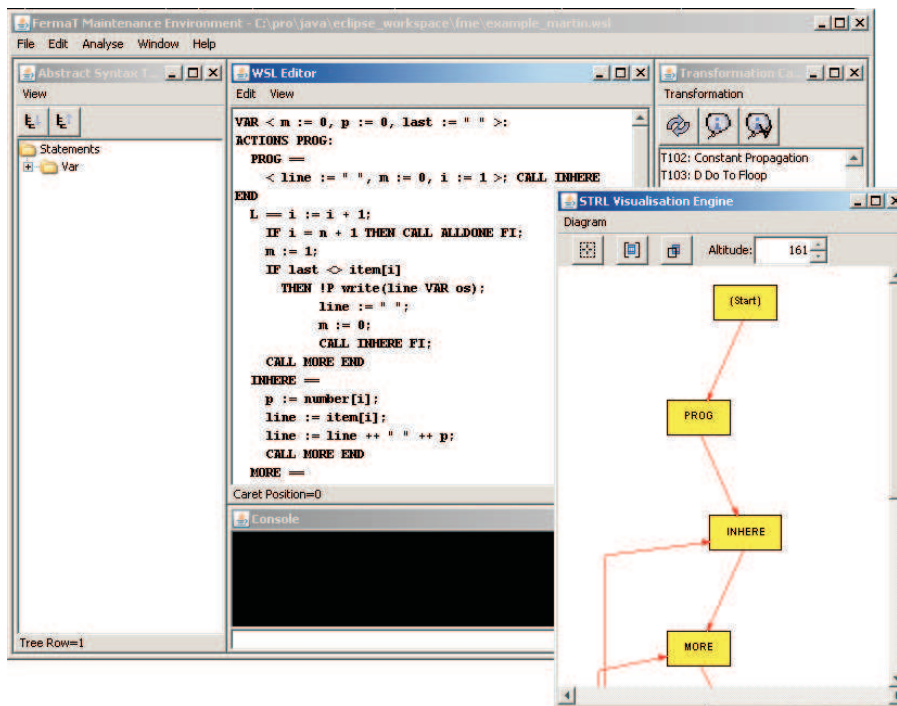 FermaT Maintenance Environment - C:\pro\java\eclipse_workspace\fme\example_martin.wsl
File Edit Analyse Window Help
Abstract Syntax T...
View
Statements
Var
Tree Row=1
WSL Editor
Edit View
VAR < m := 0, p := 0, last := " " >:
ACTIONS PROG:
PROG ==
< line := " ", m := 0, i := 1 >; CALL INHERE
END
L == i := i + 1;
IF i = n + 1 THEN CALL ALLDONE FI;
m := 1;
IF last <> item[i]
THEN !P write(line VAR os);
line := " ";
m := 0;
CALL INHERE FI;
CALL MORE END
INHERE ==
p := number[i];
line := item[i];
line := line ++ " " ++ p;
CALL MORE END
MORE ==
Caret Position=0
Console
Transformation Ca...
Transformation
T102: Constant Propagation
T103: D Do To Floop
STRL Visualisation Engine
Diagram
Altitude: 161
(Start)
PROG
INHERE
MORE